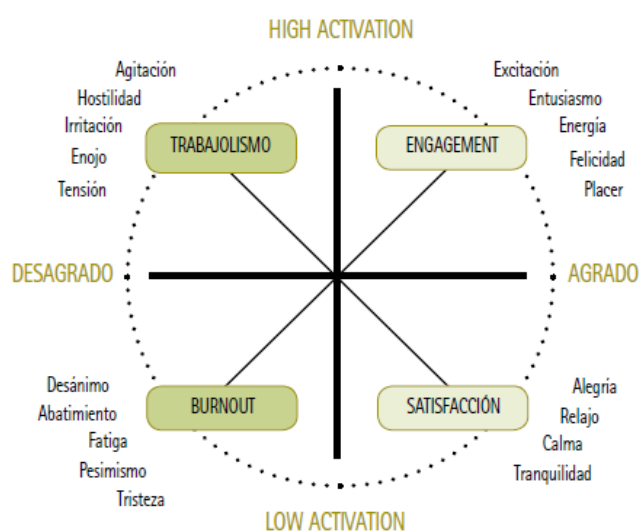 HIGH ACTIVATION
Agitación
Hostilidad
Irritación
Enojo
Tensión
TRABAJOLISMO
Excitación
Entusiasmo
Energía
Felicidad
Placer
ENGAGEMENT
DESAGRADO
AGRADO
Desánimo
Abatimiento
Fatiga
Pesimismo
Tristeza
BURNOUT
SATISFACCIÓN
Alegría
Relajo
Calma
Tranquilidad
LOW ACTIVATION